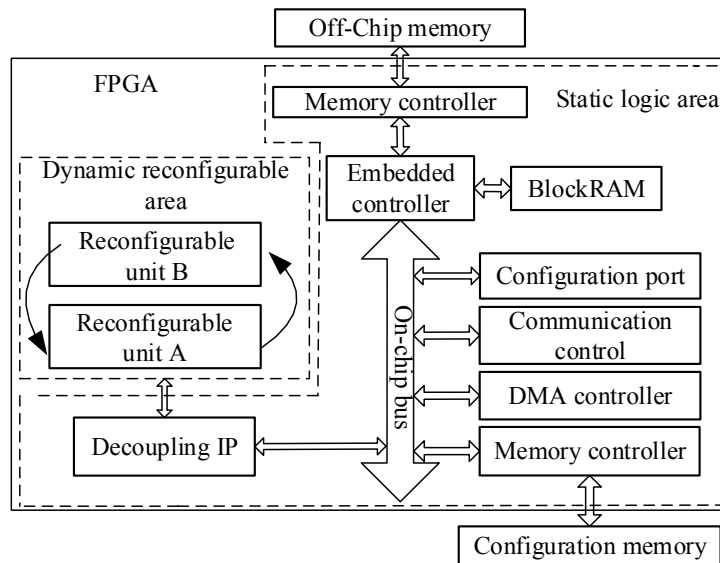 Off-Chip memory
FPGA
Memory controller
Static logic area
Dynamic reconfigurable
area
Embedded
controller
BlockRAM
Reconfigurable
unit B
Configuration port
Reconfigurable
unit A
On-chip bus
Communication
control
DMA controller
Decoupling IP
Memory controller
Configuration memory